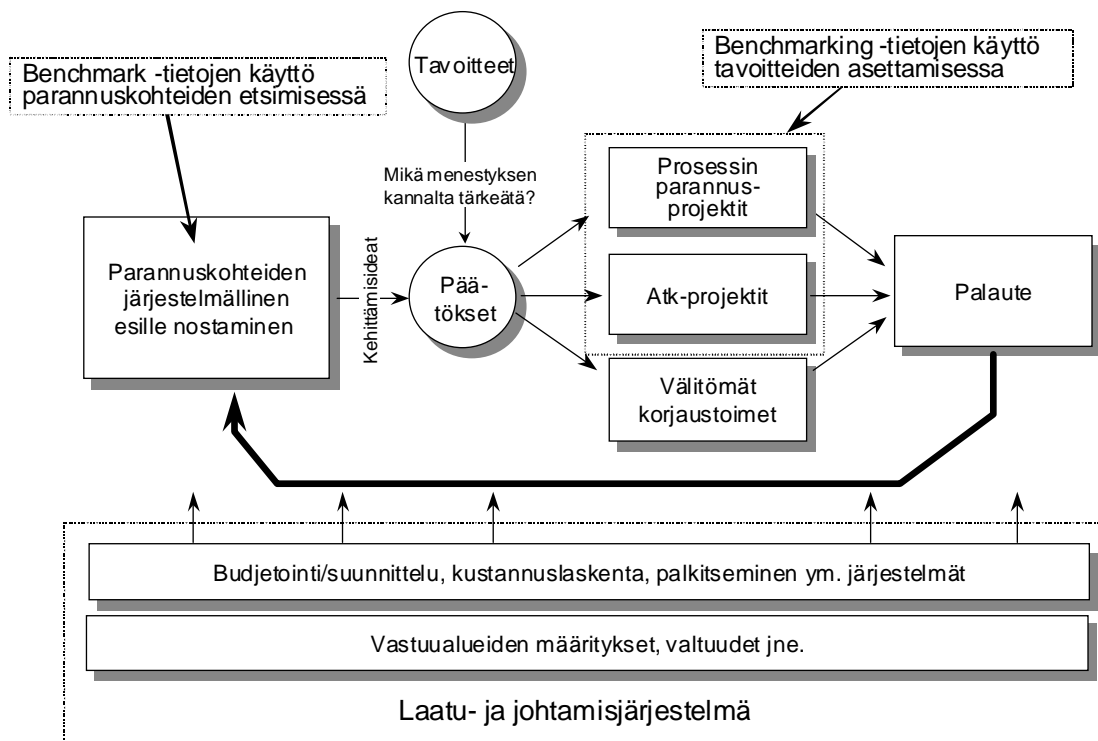 Benchmark -tietojen käyttö
parannuskohteiden etsimisessä
Tavoitteet
Benchmarking -tietojen käyttö
tavoitteiden asettamisessa
Mikä menestyksen
kannalta tärkeätä?
Parannuskohteiden
järjestelmällinen
esille nostaminen
Kehittämisideat
Pää-
tökset
Prosessin
parannus-
projektit
Atk-projektit
Välitömät
korjaustoimet
Palaute
Budjetointi/suunnittelu, kustannuslaskenta, palkitseminen ym. järjestelmät
Vastuualueiden määritykset, valtuudet jne.
Laatu- ja johtamisjärjestelmä